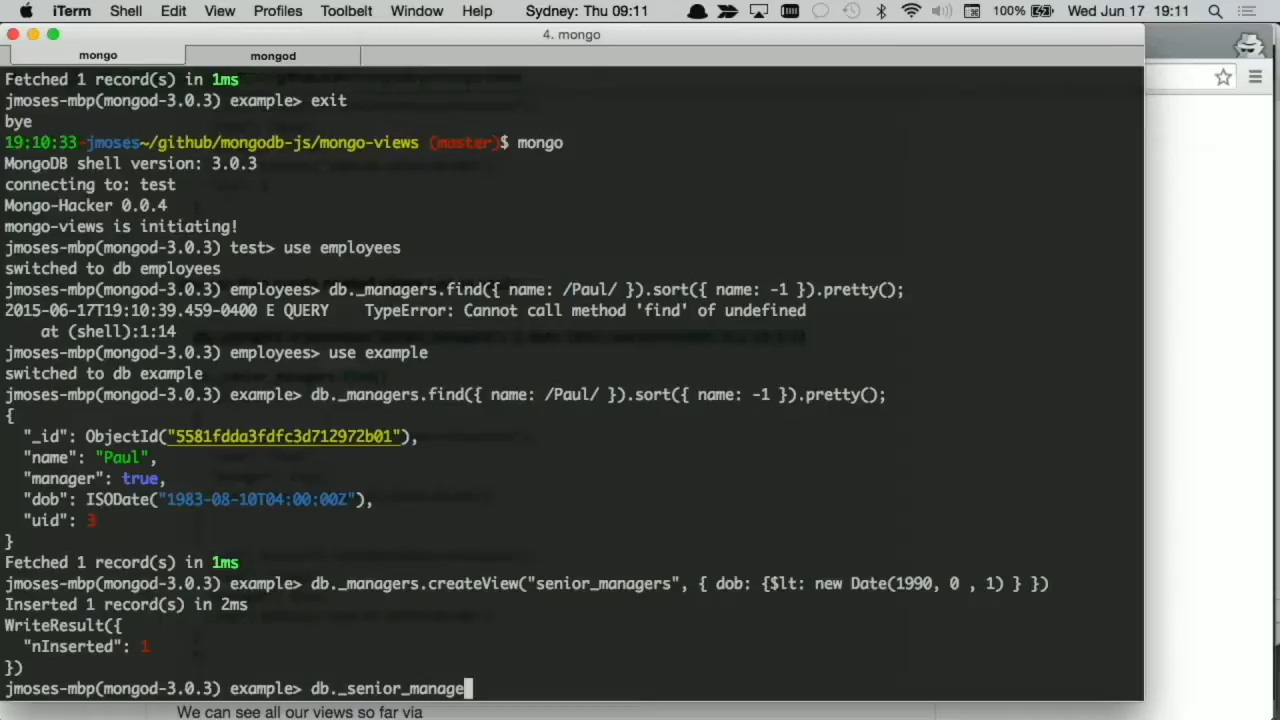 iTerm Shell Edit View Profiles Toolbelt Window Help Sydney: Thu 09:11 100% Wed Jun 17 19:11
4. mongo
mongo mongod
Fetched 1 record(s) in 1ms
jmoses-mbp(mongod-3.0.3) example> exit
bye
19:10:33-jmoses~/github/mongodb-js/mongo-views (master)$ mongo
MongoDB shell version: 3.0.3
connecting to: test
Mongo-Hacker 0.0.4
mongo-views is initiating!
jmoses-mbp(mongod-3.0.3) test> use employees
switched to db employees
jmoses-mbp(mongod-3.0.3) employees> db._managers.find({ name: /Paul/ }).sort({ name: -1 }).pretty();
2015-06-17T19:10:39.459-0400 E QUERY    TypeError: Cannot call method 'find' of undefined
    at (shell):1:14
jmoses-mbp(mongod-3.0.3) employees> use example
switched to db example
jmoses-mbp(mongod-3.0.3) example> db._managers.find({ name: /Paul/ }).sort({ name: -1 }).pretty();
{
  "_id": ObjectId("5581fdda3fdfc3d712972b01"),
  "name": "Paul",
  "manager": true,
  "dob": ISODate("1983-08-10T04:00:00Z"),
  "uid": 3
}
Fetched 1 record(s) in 1ms
jmoses-mbp(mongod-3.0.3) example> db._managers.createView("senior_managers", { dob: {$lt: new Date(1990, 0 , 1) } })
Inserted 1 record(s) in 2ms
WriteResult({
  "nInserted": 1
})
jmoses-mbp(mongod-3.0.3) example> db._senior_manage
We can see all our views so far via